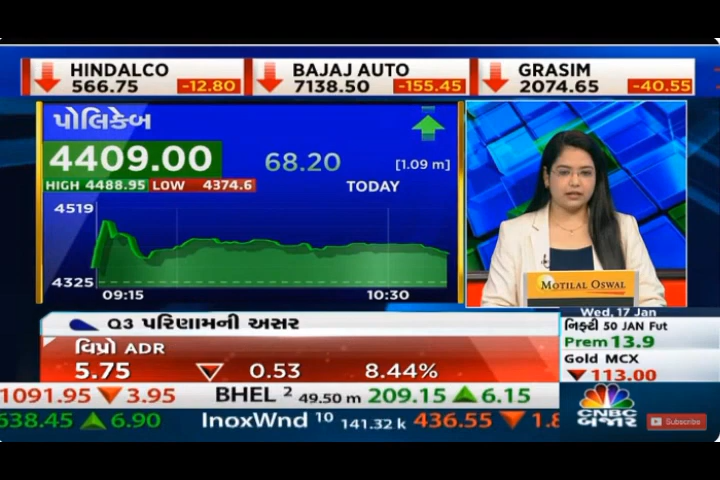 HINDALCO
566.75 -12.80
BAJAJ AUTO
7138.50 -155.45
GRASIM
2074.65 -40.55
પોલિકેબ
4409.00 68.20 [1.09 m]
HIGH 4488.95 LOW 4374.6 TODAY
4519
4325
09:15 10:30
MOTILAL OSWAL
Wed, 17 Jan
Q3 પરિણામની અસર
વિપ્રો ADR
5.75 0.53 8.44%
નિફ્ટી 50 JAN Fut
Prem 13.9
Gold MCX
113.00
1091.95 3.95 BHEL 2 49.50 m 209.15 6.15
638.45 6.90 InoxWnd 10 141.32 k 436.55 1.8
CNBC
બજાર
Subscribe